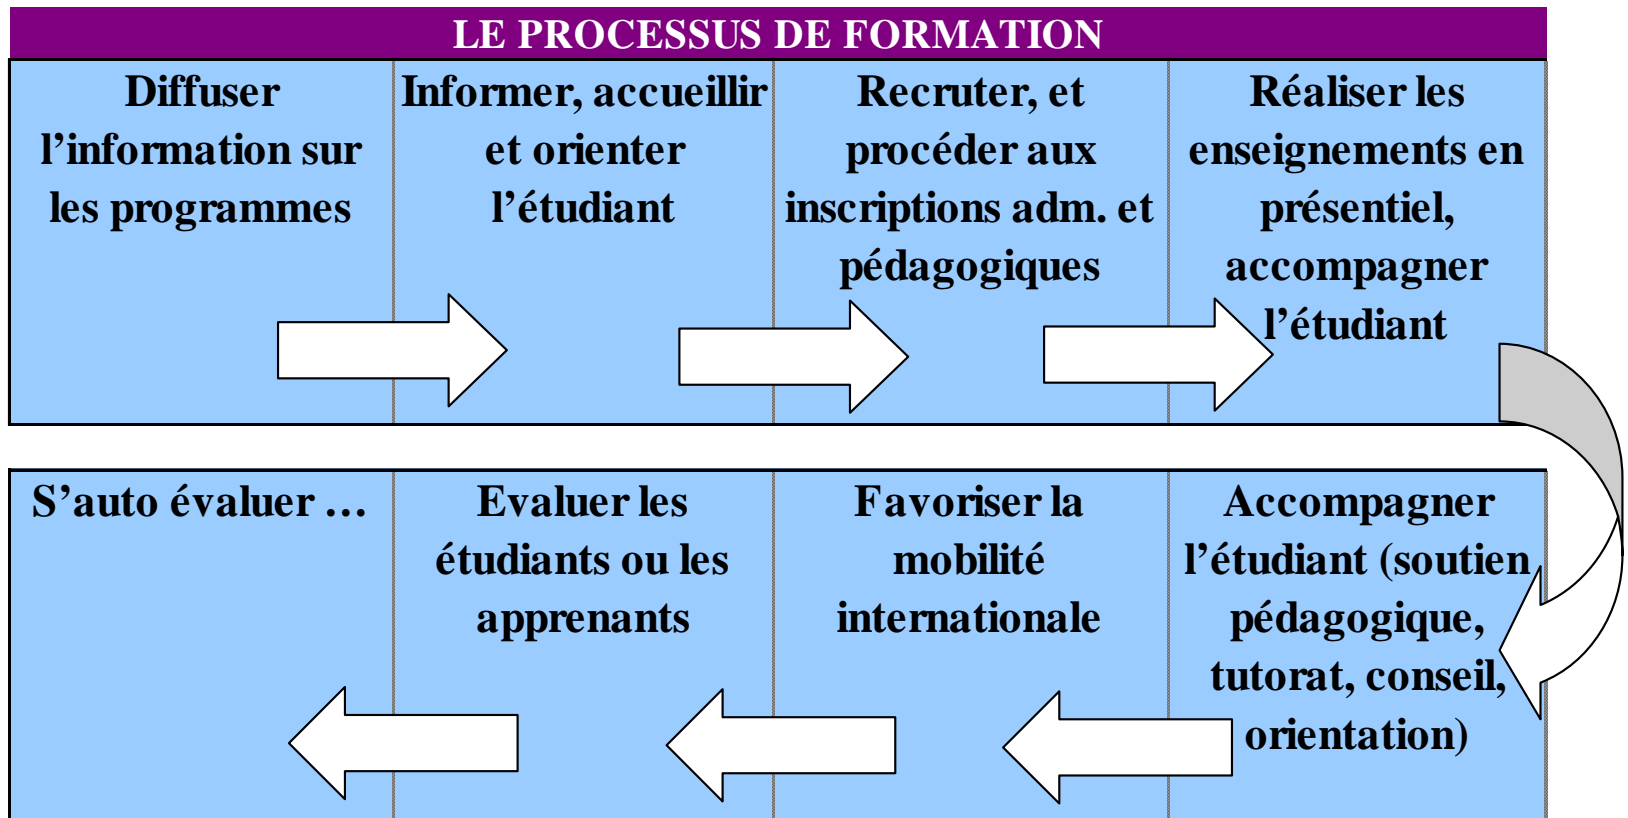 LE PROCESSUS DE FORMATION
Diffuser
l’information sur
les programmes
Informer, accueillir
et orienter
l’étudiant
Recruter, et
procéder aux
inscriptions adm. et
pédagogiques
Réaliser les
enseignements en
présentiel,
accompagner
l’étudiant
Accompagner
l’étudiant (soutien
pédagogique,
tutorat, conseil,
orientation)
Favoriser la
mobilité
internationale
Evaluer les
étudiants ou les
apprenants
S’auto évaluer …